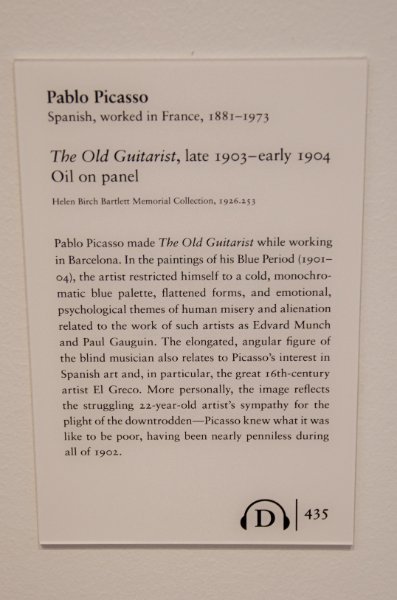 Pablo Picasso
Spanish, worked in France, 1881–1973
The Old Guitarist, late 1903–early 1904
Oil on panel
Helen Birch Bartlett Memorial Collection, 1926.253
Pablo Picasso made The Old Guitarist while working
in Barcelona. In the paintings of his Blue Period (1901–
04), the artist restricted himself to a cold, monochro-
matic blue palette, flattened forms, and emotional,
psychological themes of human misery and alienation
related to the work of such artists as Edvard Munch
and Paul Gauguin. The elongated, angular figure of
the blind musician also relates to Picasso's interest in
Spanish art and, in particular, the great 16th-century
artist El Greco. More personally, the image reflects
the struggling 22-year-old artist's sympathy for the
plight of the downtrodden—Picasso knew what it was
like to be poor, having been nearly penniless during
all of 1902.
D 435